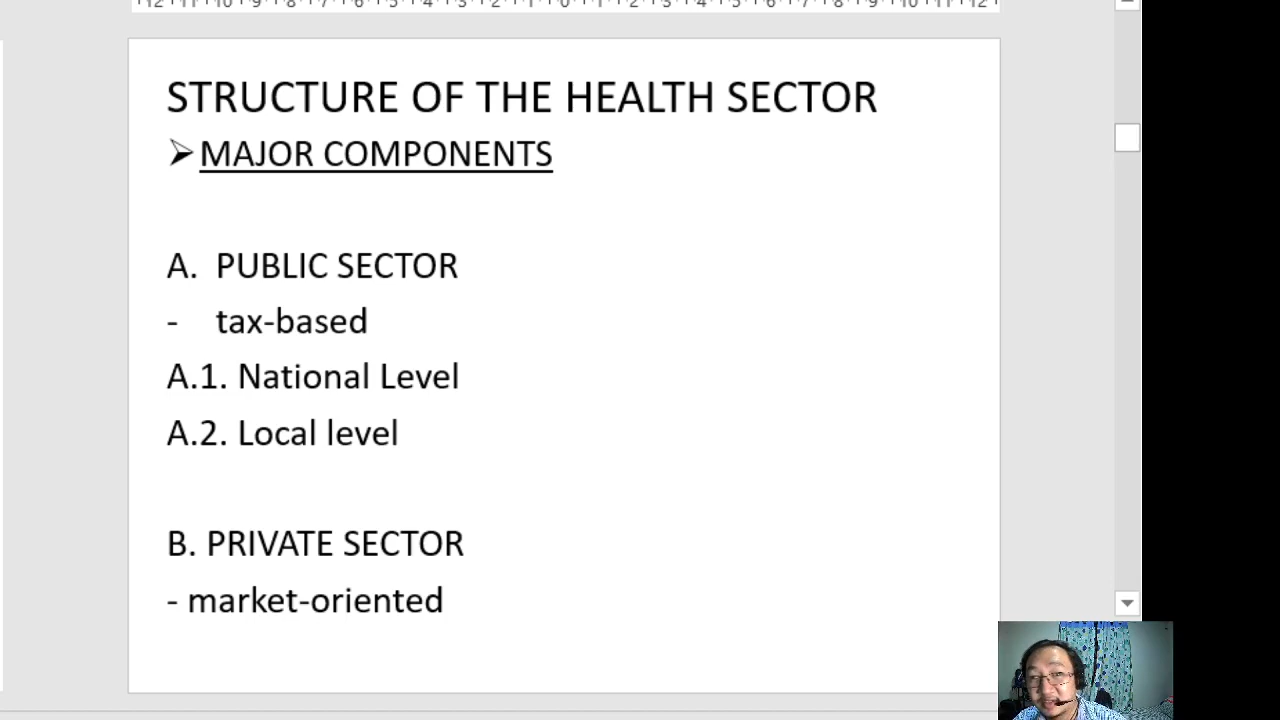 STRUCTURE OF THE HEALTH SECTOR
➢MAJOR COMPONENTS
A. PUBLIC SECTOR
- tax-based
A.1. National Level
A.2. Local level
B. PRIVATE SECTOR
- market-oriented